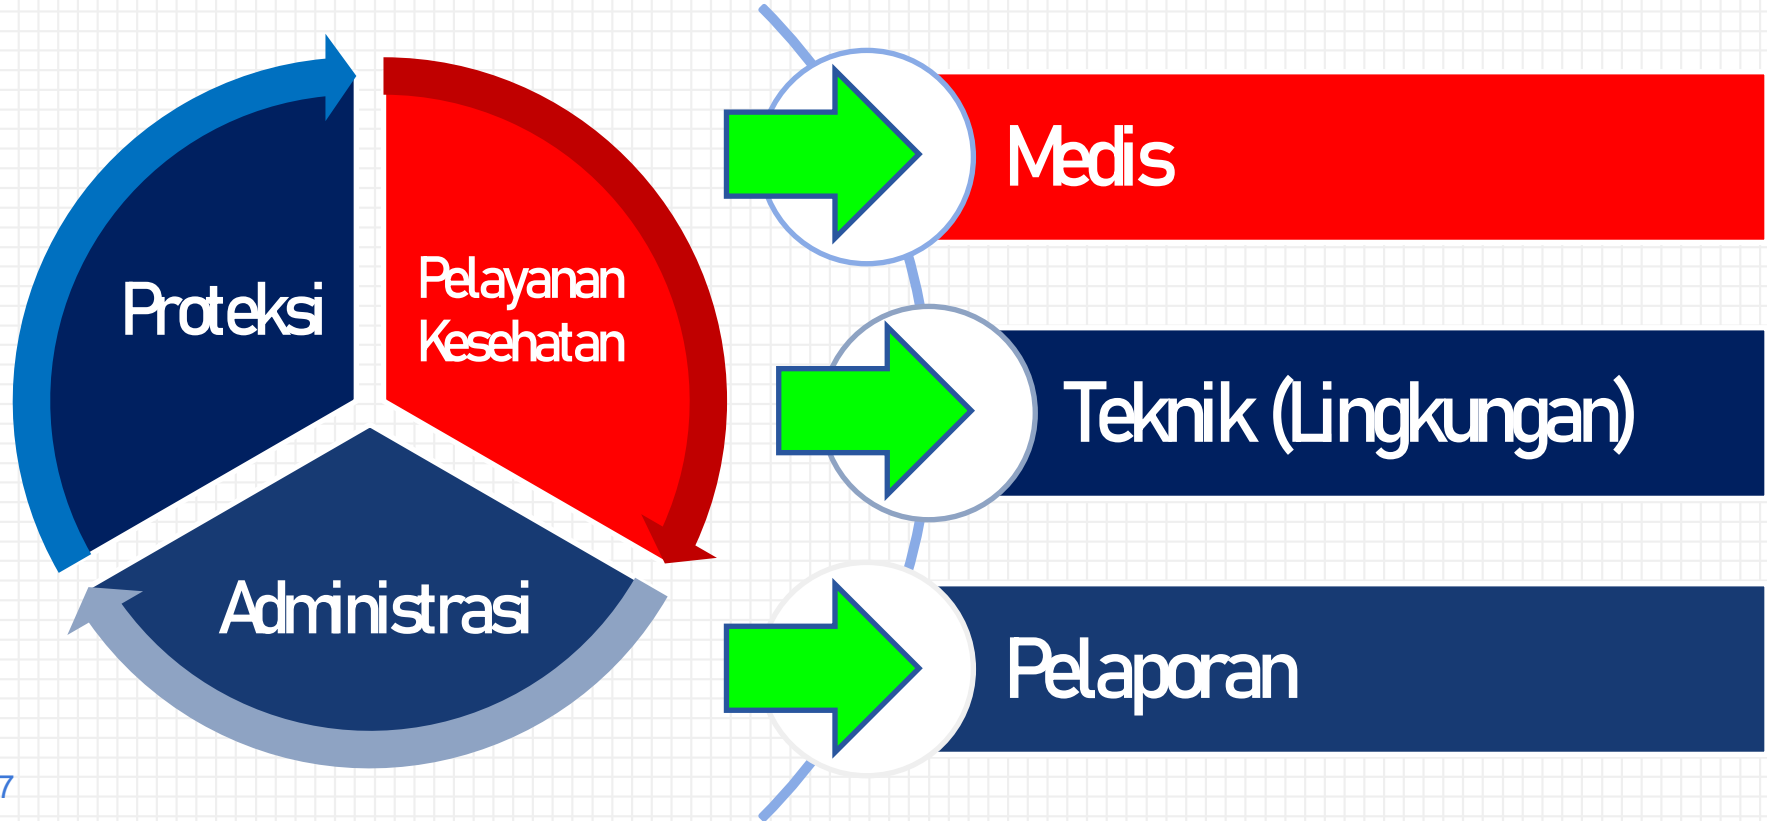 Proteksi
Pelayanan
Kesehatan
Administrasi
Medis
Teknik (Lingkungan)
Pelaporan
7